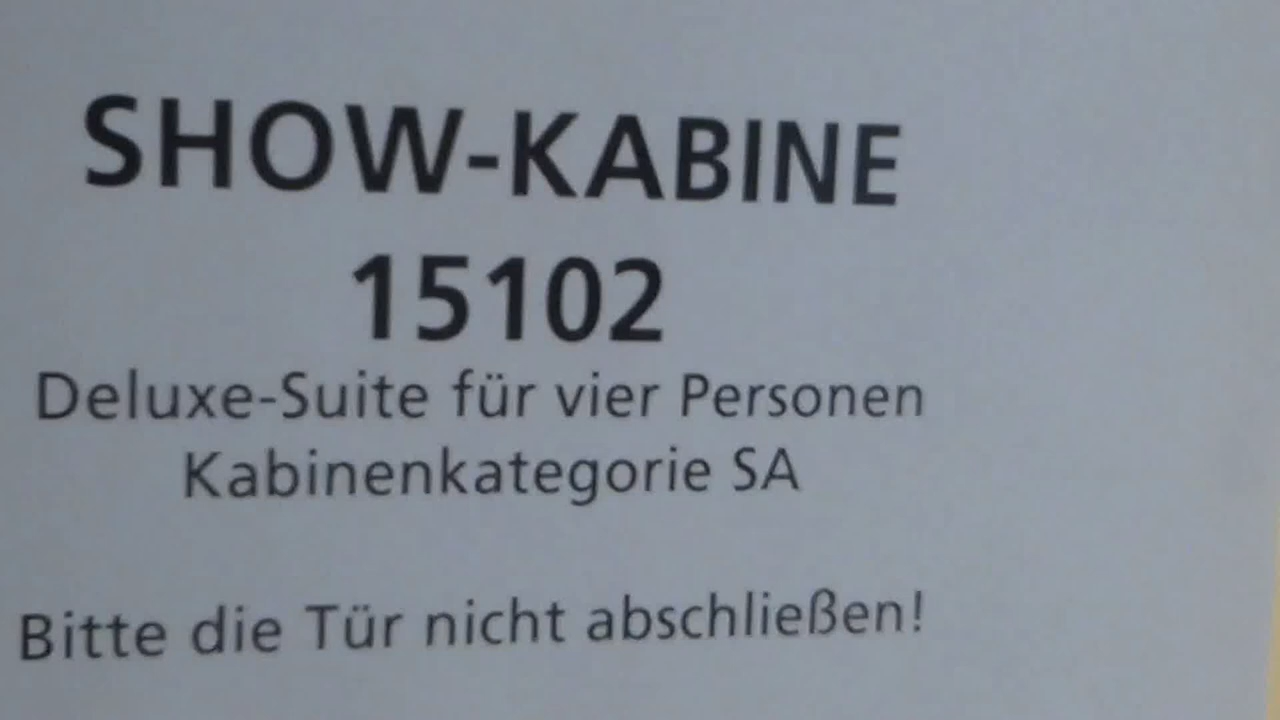 SHOW-KABINE
15102
Deluxe-Suite für vier Personen
Kabinenkategorie SA
Bitte die Tür nicht abschließen!